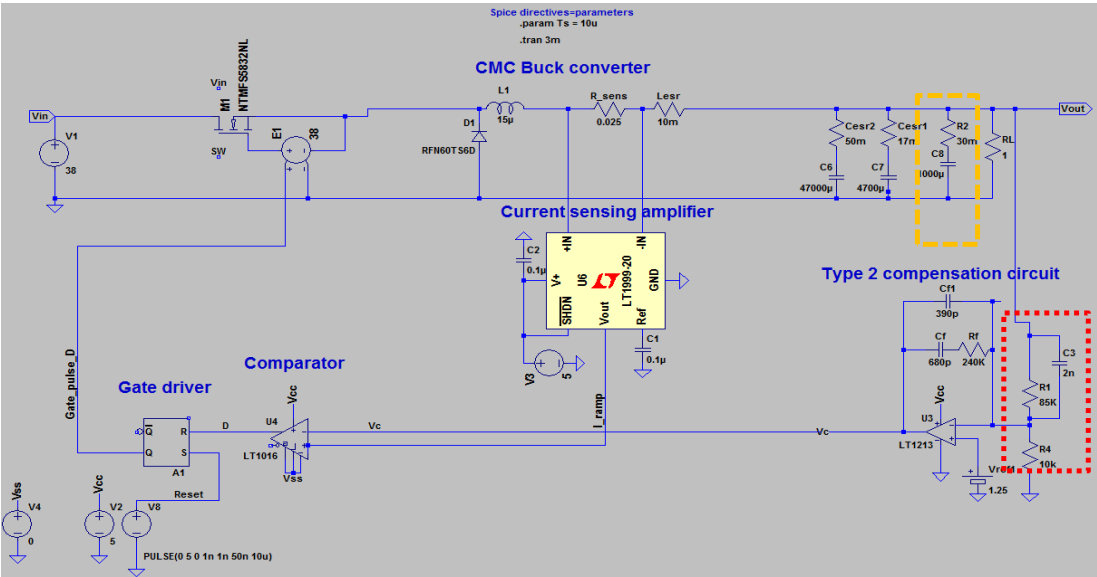 Spice directives=parameters
.param Ts = 10u
.tran 3m
CMC Buck converter
Vin
V1
38
Vin
M1
NTMFS5832NL
SW
E1
38
D1
RFN60TS6D
L1
15µ
R_sens
0.025
Lesr
10m
Cesr2
50m
C6
47000µ
Cesr1
17m
C7
4700µ
R2
30m
C8
RL
1
Vout
Current sensing amplifier
C2
0.1µ
+IN
-IN
V+
U6
LT1999-20
GND
SHDN
Vout
Ref
C1
0.1µ
V3
5
I_ramp
Type 2 compensation circuit
Cf1
390p
Cf
680p
Rf
240K
C3
2n
R1
85K
R4
10k
U3
Vcc
LT1213
1.25
Comparator
Vcc
U4
LT1016
Vss
Vc
Vc
Gate driver
Gate_pulse_D
Q
R
D
Q
S
A1
Reset
Vss
V4
0
Vcc
V2
5
V8
PULSE(0 5 0 1n 1n 50n 10u)